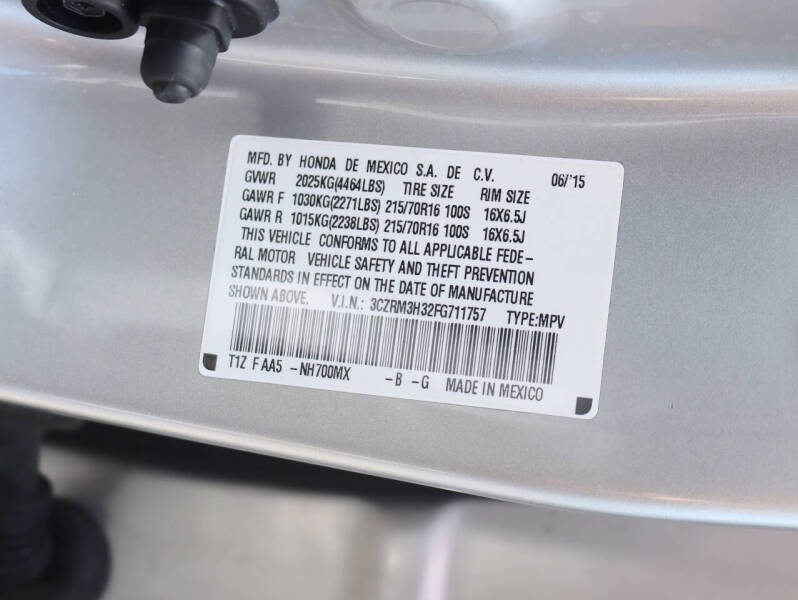 MFD. BY HONDA DE MEXICO S.A. DE C.V. 06/'15
GVWR 2025KG(4464LBS) TIRE SIZE RIM SIZE
GAWR F 1030KG(2271LBS) 215/70R16 100S 16X6.5J
GAWR R 1015KG(2238LBS) 215/70R16 100S 16X6.5J
THIS VEHICLE CONFORMS TO ALL APPLICABLE FEDE-
RAL MOTOR VEHICLE SAFETY AND THEFT PREVENTION
STANDARDS IN EFFECT ON THE DATE OF MANUFACTURE
SHOWN ABOVE. V.I.N.: 3CZRM3H32FG711757 TYPE:MPV
T1Z F AA5 -NH700MX -B -G MADE IN MEXICO